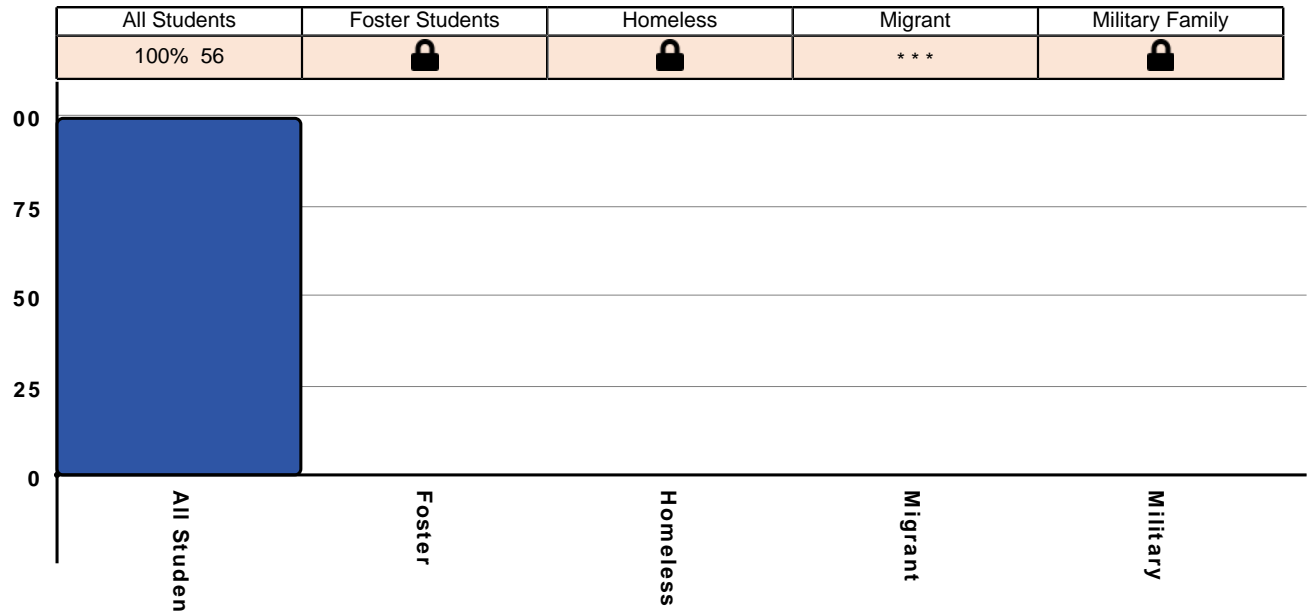 All Students Foster Students Homeless Migrant Military Family
100% 56 * * *
00
75
50
25
0
All Studen
Foster
Homeless
Migrant
Military